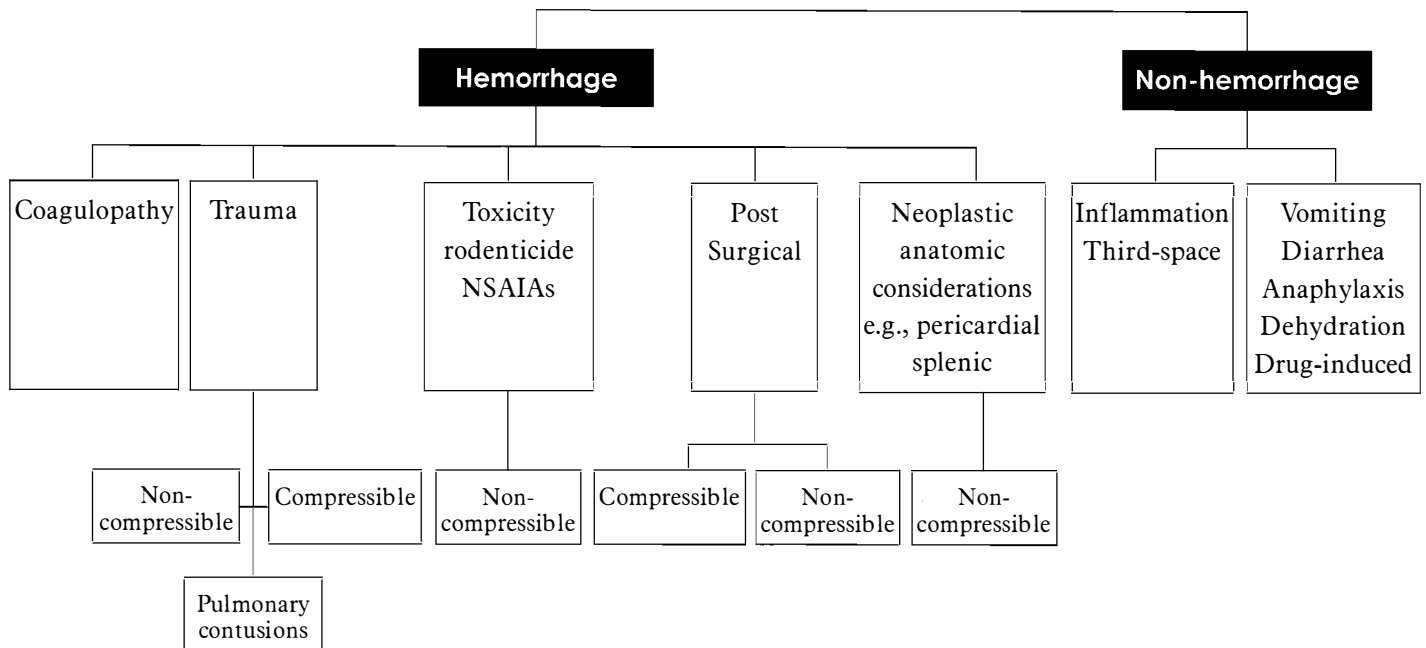 Hemorrhage
Non-hemorrhage
Coagulopathy
Trauma
Toxicity
rodenticide
NSAIAs
Post
Surgical
Neoplastic
anatomic
considerations
e.g., pericardial
splenic
Inflammation
Third-space
Vomiting
Diarrhea
Anaphylaxis
Dehydration
Drug-induced
Non-
compressible
Compressible
Non-
compressible
Compressible
Non-
compressible
Non-
compressible
Pulmonary
contusions